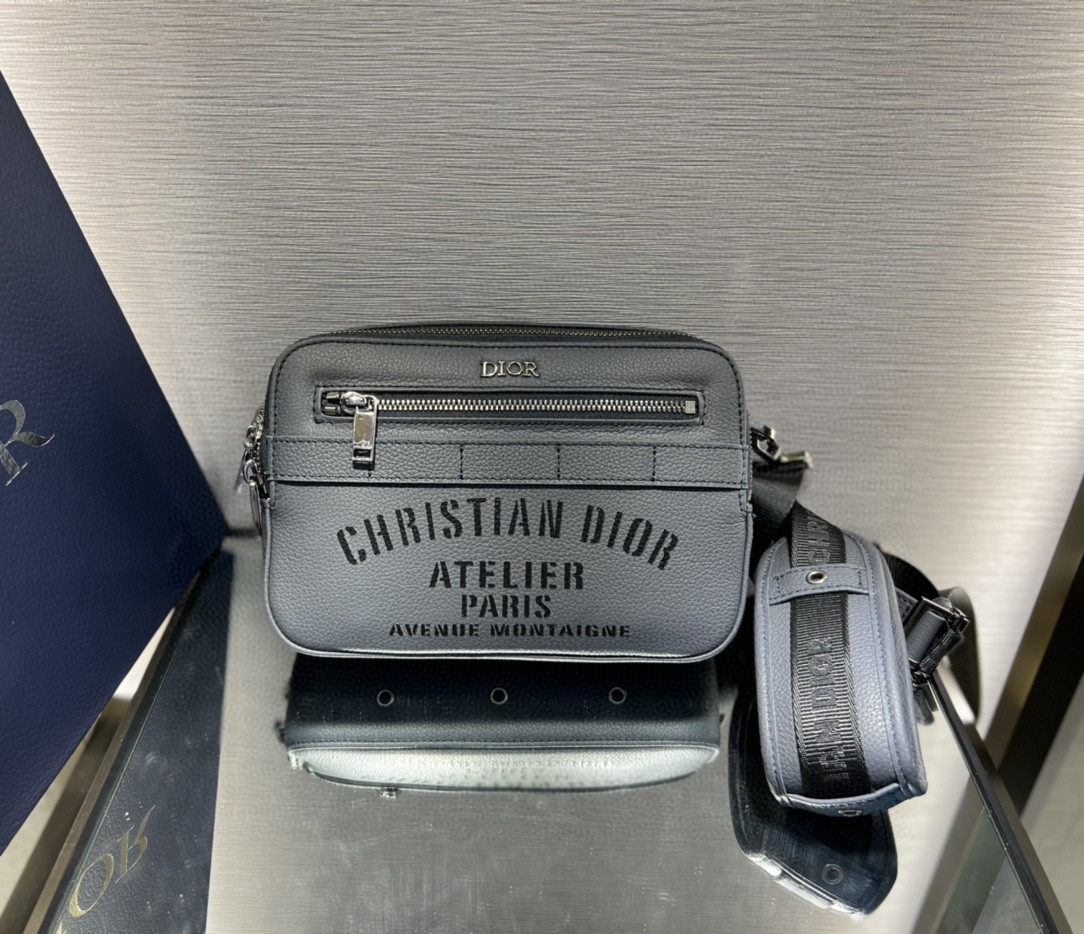 DIOR
CHRISTIAN DIOR
ATELIER
PARIS
AVENUE MONTAIGNE